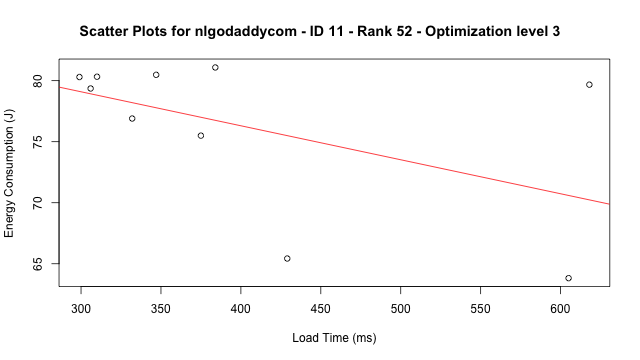 Scatter Plots for nlgodaddycom - ID 11 - Rank 52 - Optimization level 3
Energy Consumption (J)
80
75
70
65
300 350 400 450 500 550 600
Load Time (ms)